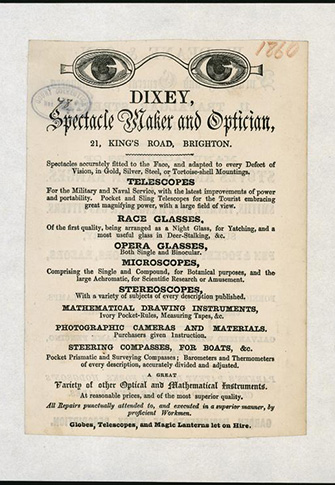 1860
DIXEY,
Spectacle Maker and Optician,
21, KING'S ROAD, BRIGHTON.
Spectacles accurately fitted to the Face, and adapted to every Defect of
Vision, in Gold, Silver, Steel, or Tortoise-shell Mountings.
TELESCOPES
For the Military and Naval Service, with the latest improvements of power
and portability. Pocket and Sling Telescopes for the Tourist embracing
great magnifying power, with a large field of view.
RACE GLASSES,
Of the first quality, being arranged as a Night Glass, for Yatching, and a
most useful glass in Deer-Stalking, &c.
OPERA GLASSES,
Both Single and Binocular.
MICROSCOPES,
Comprising the Single and Compound, for Botanical purposes, and the
large Achromatic, for Scientific Research or Amusement.
STEREOSCOPES,
With a variety of subjects of every description published.
MATHEMATICAL DRAWING INSTRUMENTS,
Ivory Pocket-Rules, Measuring Tapes, &c.
PHOTOGRAPHIC CAMERAS AND MATERIALS.
Purchasers given Instruction.
STEERING COMPASSES, FOR BOATS, &c.
Pocket Prismatic and Surveying Compasses; Barometers and Thermometers
of every description, accurately divided and adjusted.
A GREAT
Variety of other Optical and Mathematical Instruments.
At reasonable prices, and of the most superior quality.
All Repairs punctually attended to, and executed in a superior manner, by
proficient Workmen.
Globes, Telescopes, and Magic Lanterns let on Hire.